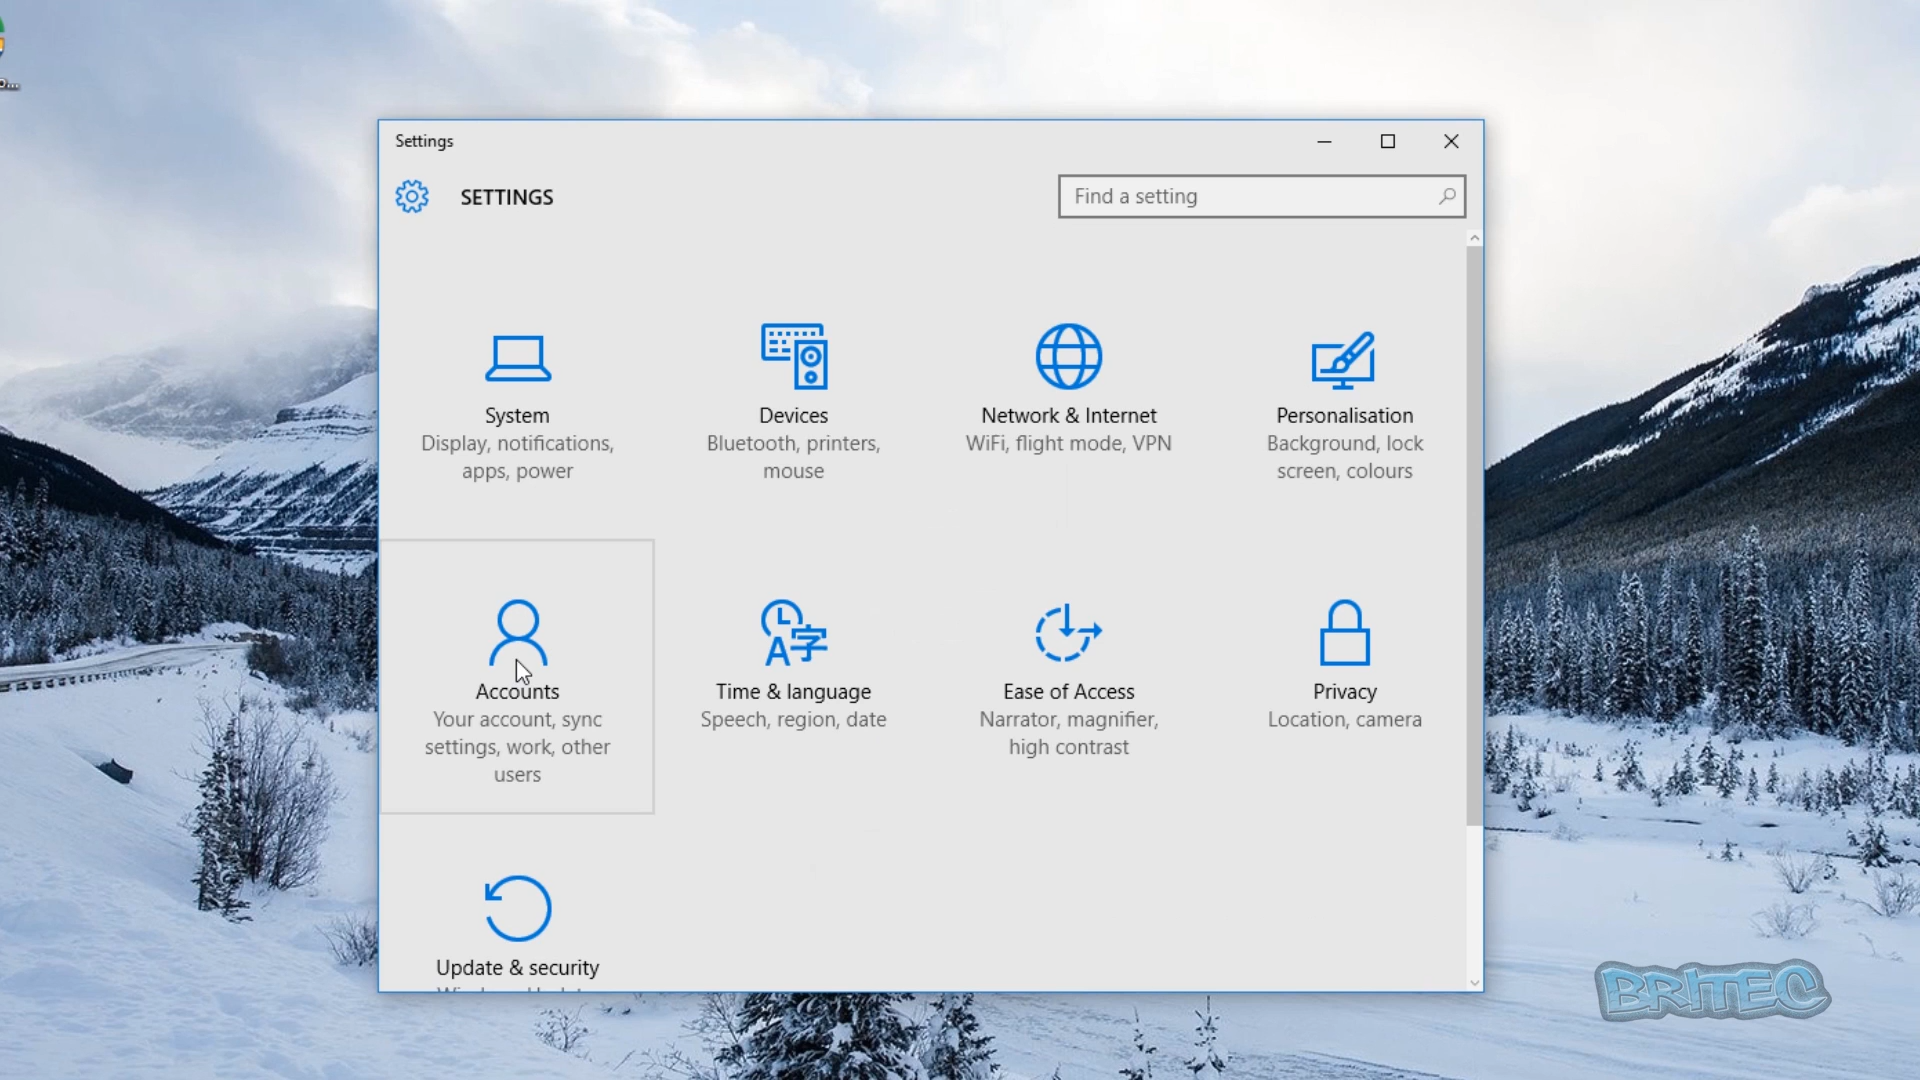 Settings
SETTINGS
Find a setting
System
Display, notifications,
apps, power
Devices
Bluetooth, printers,
mouse
Network & Internet
WiFi, flight mode, VPN
Personalisation
Background, lock
screen, colours
Accounts
Your account, sync
settings, work, other
users
Time & language
Speech, region, date
Ease of Access
Narrator, magnifier,
high contrast
Privacy
Location, camera
Update & security
BRITEC